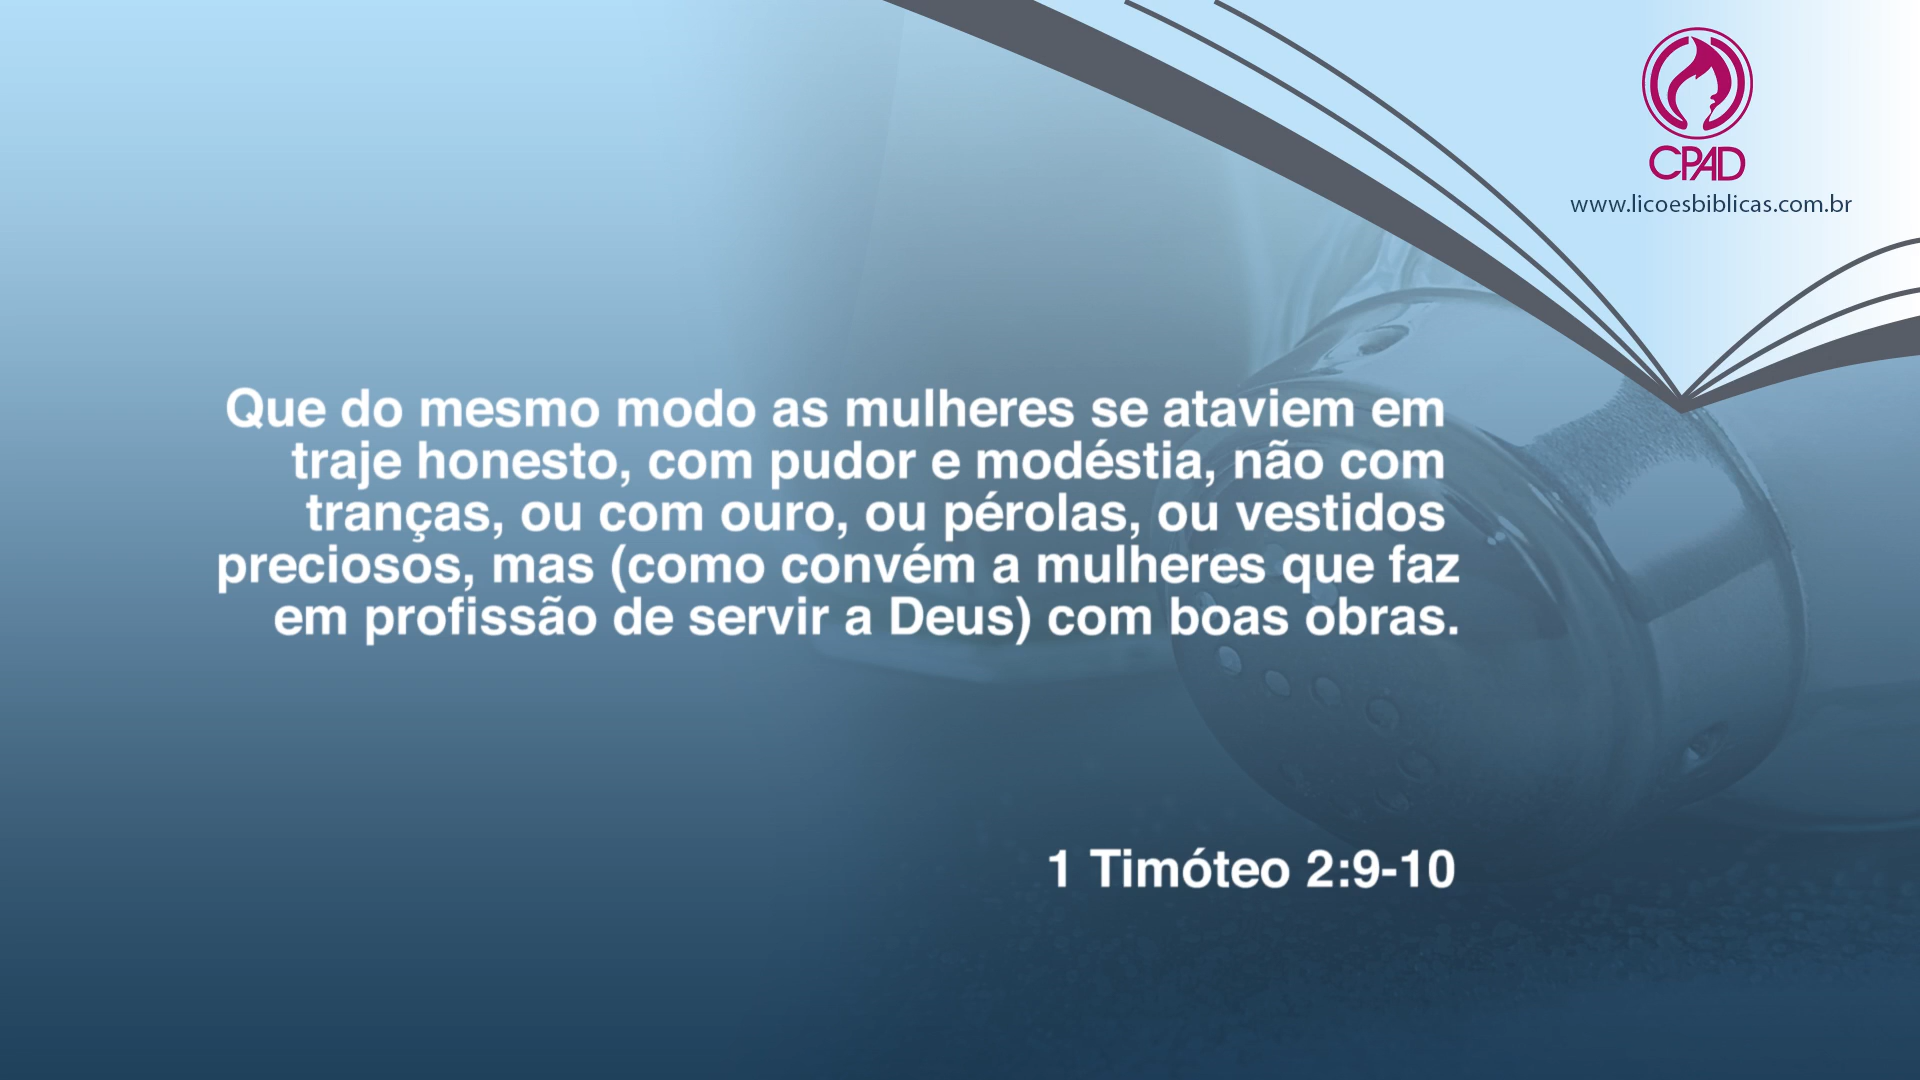 CPAD
www.licoesbiblicas.com.br
Que do mesmo modo as mulheres se ataviem em
traje honesto, com pudor e modéstia, não com
tranças, ou com ouro, ou pérolas, ou vestidos
preciosos, mas (como convém a mulheres que faz
em profissão de servir a Deus) com boas obras.
1 Timóteo 2:9-10